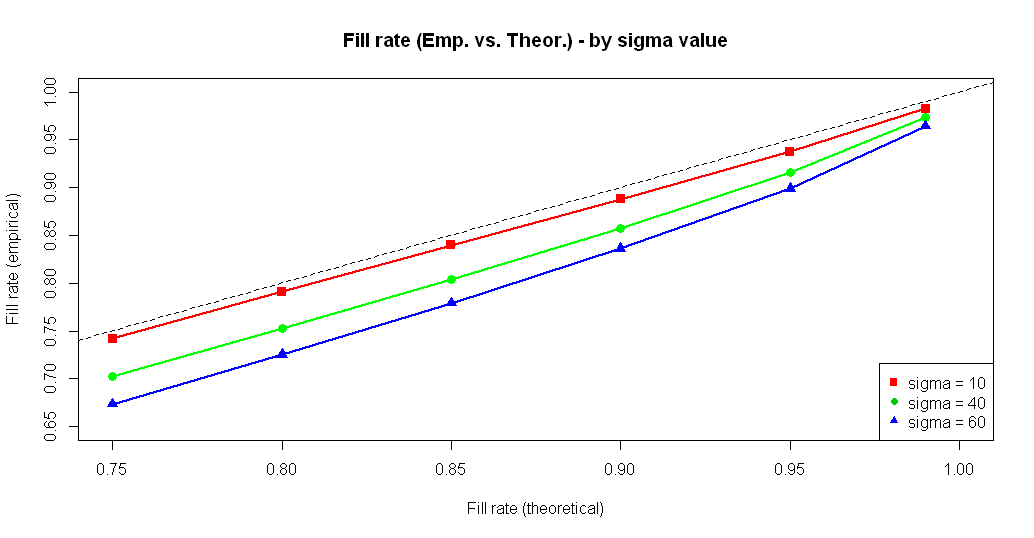 Fill rate (Emp. vs. Theor.) - by sigma value
Fill rate (empirical)
1.00
0.95
0.90
0.85
0.80
0.75
0.70
0.65
sigma = 10
sigma = 40
sigma = 60
0.75 0.80 0.85 0.90 0.95 1.00
Fill rate (theoretical)